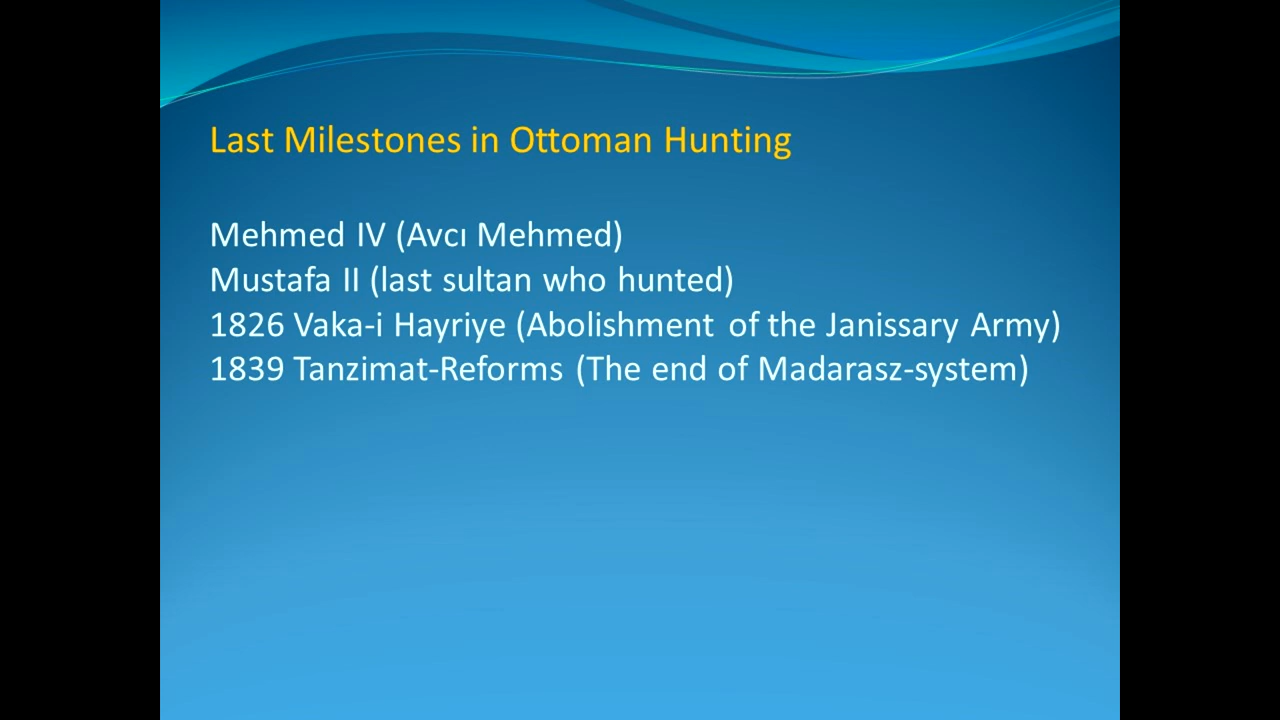 Last Milestones in Ottoman Hunting
Mehmed IV (Avcı Mehmed)
Mustafa II (last sultan who hunted)
1826 Vaka-i Hayriye (Abolishment of the Janissary Army)
1839 Tanzimat-Reforms (The end of Madarasz-system)